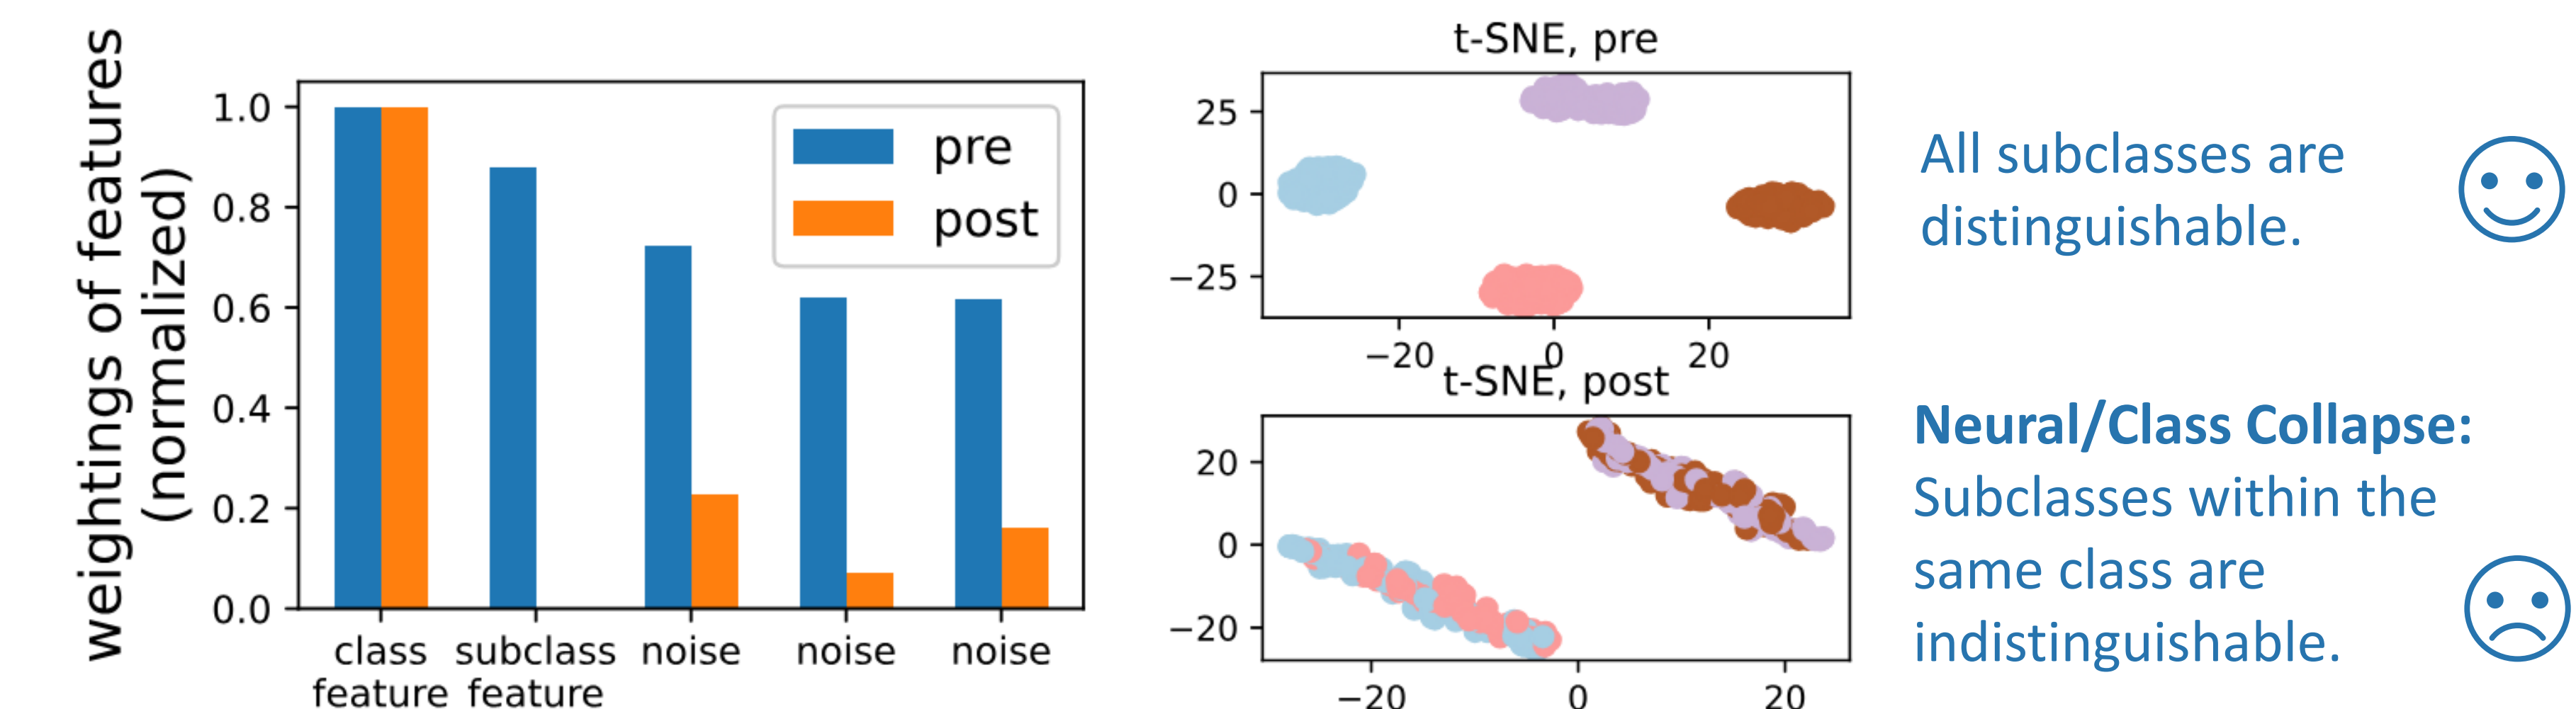 weightings of features
(normalized)
1.0
0.8
0.6
0.4
0.2
0.0
pre
post
class
feature
subclass
feature
noise
noise
noise
t-SNE, pre
25
0
−25
−20
0
20
t-SNE, post
20
0
−20
−20
0
20
All subclasses are
distinguishable.
Neural/Class Collapse:
Subclasses within the
same class are
indistinguishable.